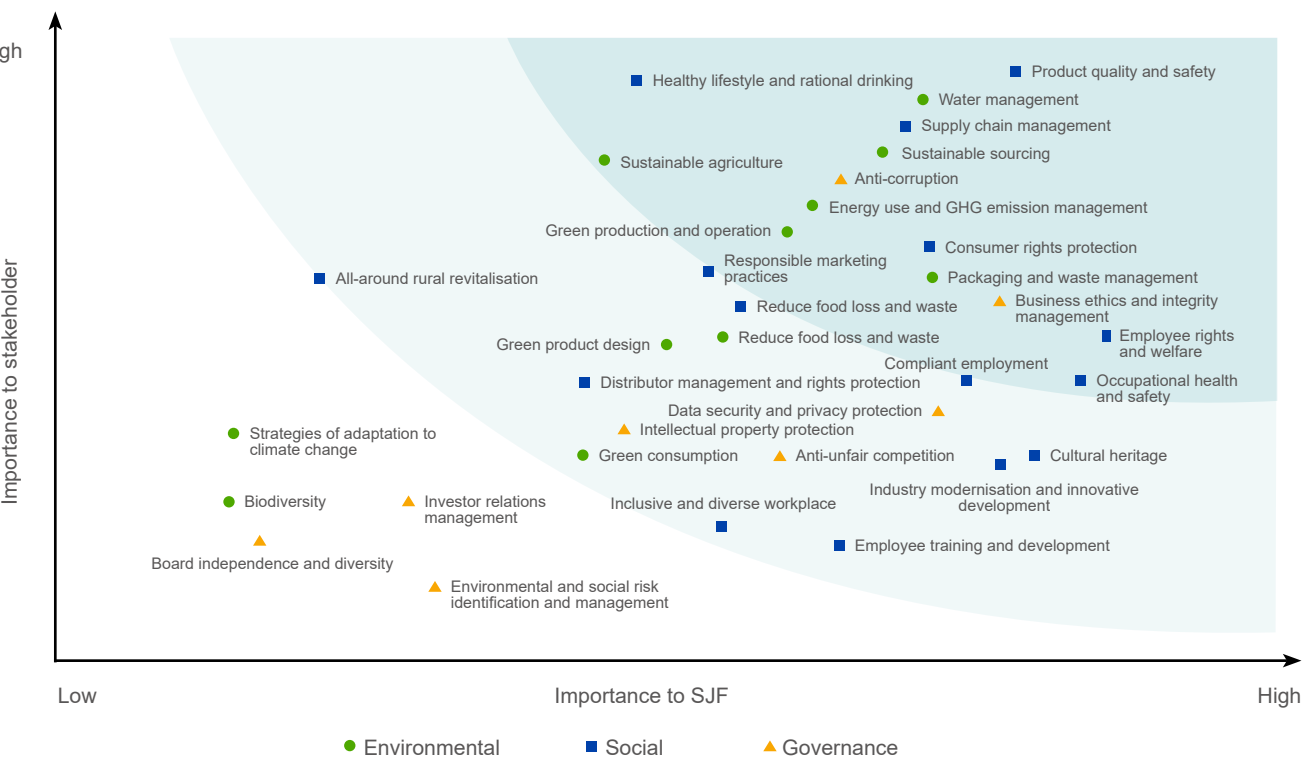 Product quality and safety
Healthy lifestyle and rational drinking
Water management
Supply chain management
Sustainable sourcing
Sustainable agriculture
Anti-corruption
Energy use and GHG emission management
Green production and operation
Consumer rights protection
Responsible marketing
practices
All-around rural revitalisation
Packaging and waste management
Reduce food loss and waste
Business ethics and integrity
management
Reduce food loss and waste
Employee rights
and welfare
Green product design
Compliant employment
Distributor management and rights protection
Occupational health
and safety
Data security and privacy protection
Intellectual property protection
Strategies of adaptation to
climate change
Green consumption
Anti-unfair competition
Cultural heritage
Industry modernisation and innovative
development
Biodiversity
Investor relations
management
Inclusive and diverse workplace
Employee training and development
Board independence and diversity
Environmental and social risk
identification and management
Importance to stakeholder
Low
Importance to SJF
High
Environmental
Social
Governance